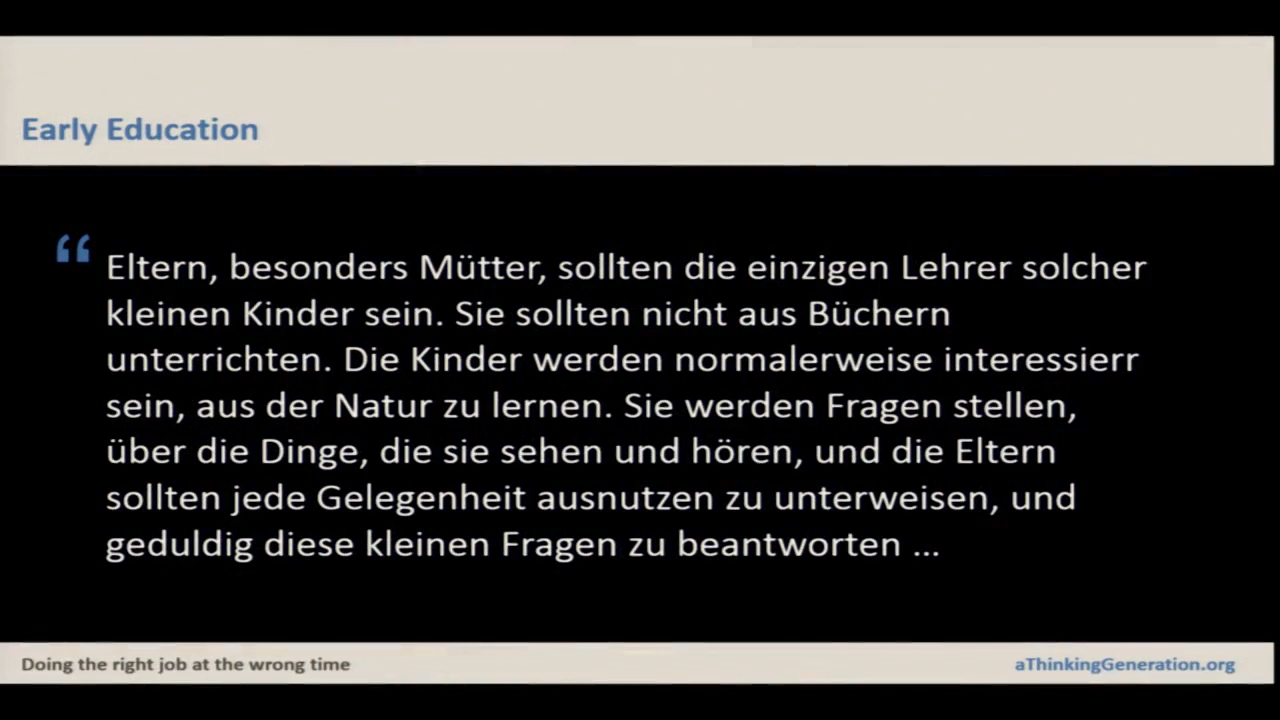 Early Education
“ Eltern, besonders Mütter, sollten die einzigen Lehrer solcher
kleinen Kinder sein. Sie sollten nicht aus Büchern
unterrichten. Die Kinder werden normalerweise interessierr
sein, aus der Natur zu lernen. Sie werden Fragen stellen,
über die Dinge, die sie sehen und hören, und die Eltern
sollten jede Gelegenheit ausnutzen zu unterweisen, und
geduldig diese kleinen Fragen zu beantworten ...
Doing the right job at the wrong time
aThinkingGeneration.org